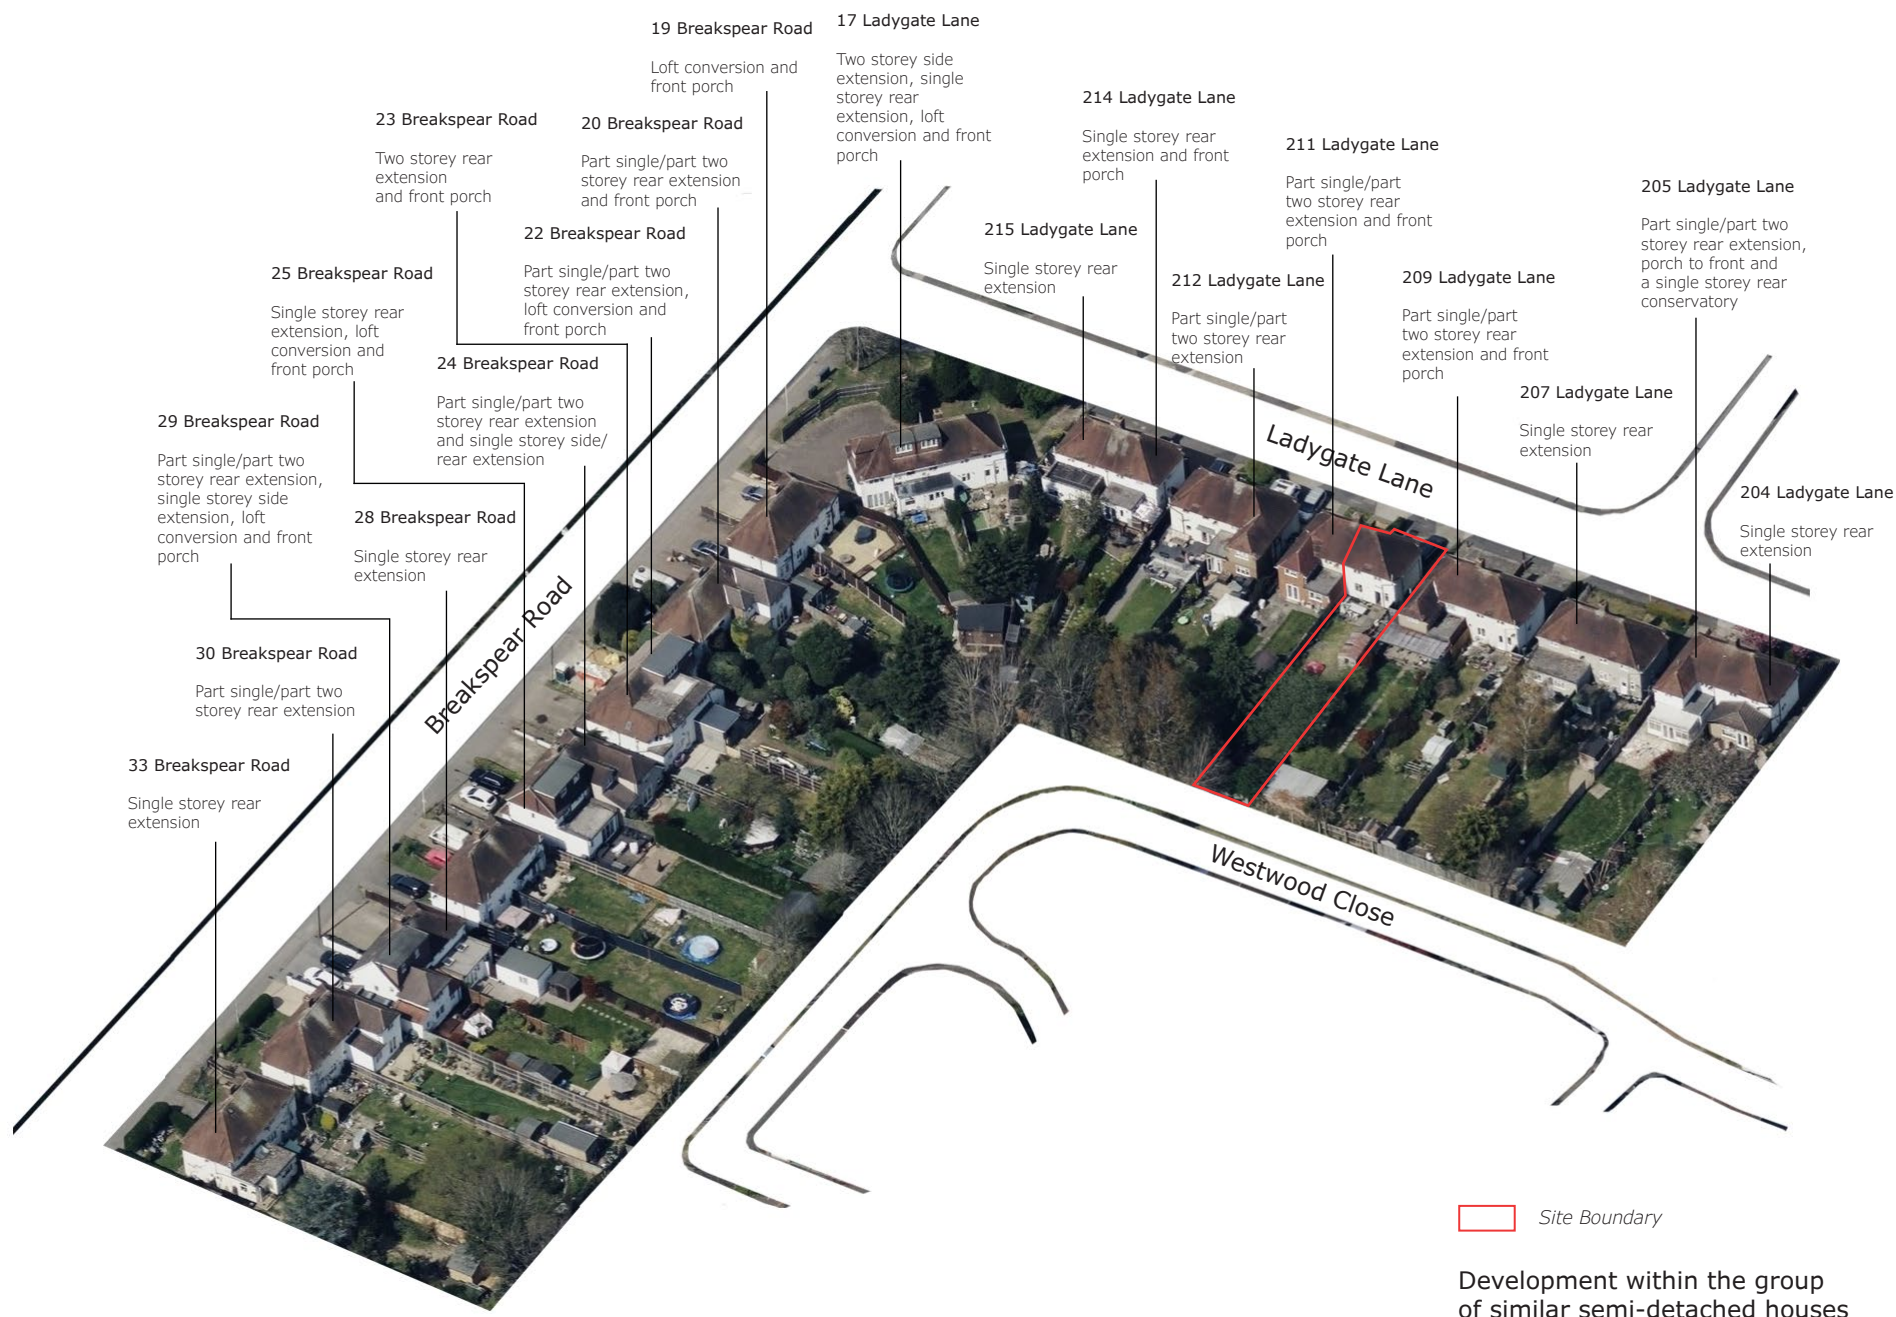 19 Breakspear Road
Loft conversion and
front porch
17 Ladygate Lane
Two storey side
extension, single
storey rear
extension, loft
conversion and front
porch
23 Breakspear Road
Two storey rear
extension
and front porch
20 Breakspear Road
Part single/part two
storey rear extension
and front porch
214 Ladygate Lane
Single storey rear
extension and front
porch
211 Ladygate Lane
Part single/part
two storey rear
extension and front
porch
205 Ladygate Lane
Part single/part two
storey rear extension,
porch to front and
a single storey rear
conservatory
22 Breakspear Road
Part single/part two
storey rear extension,
loft conversion and
front porch
215 Ladygate Lane
Single storey rear
extension
212 Ladygate Lane
Part single/part
two storey rear
extension
209 Ladygate Lane
Part single/part
two storey rear
extension and front
porch
25 Breakspear Road
Single storey rear
extension, loft
conversion and
front porch
24 Breakspear Road
Part single/part two
storey rear extension
and single storey side/
rear extension
207 Ladygate Lane
Single storey rear
extension
29 Breakspear Road
Part single/part two
storey rear extension,
single storey side
extension, loft
conversion and front
porch
204 Ladygate Lane
Single storey rear
extension
28 Breakspear Road
Single storey rear
extension
30 Breakspear Road
Part single/part two
storey rear extension
33 Breakspear Road
Single storey rear
extension
Ladygate Lane
Breakspear Road
Westwood Close
Site Boundary
Development within the group
of similar semi-detached houses